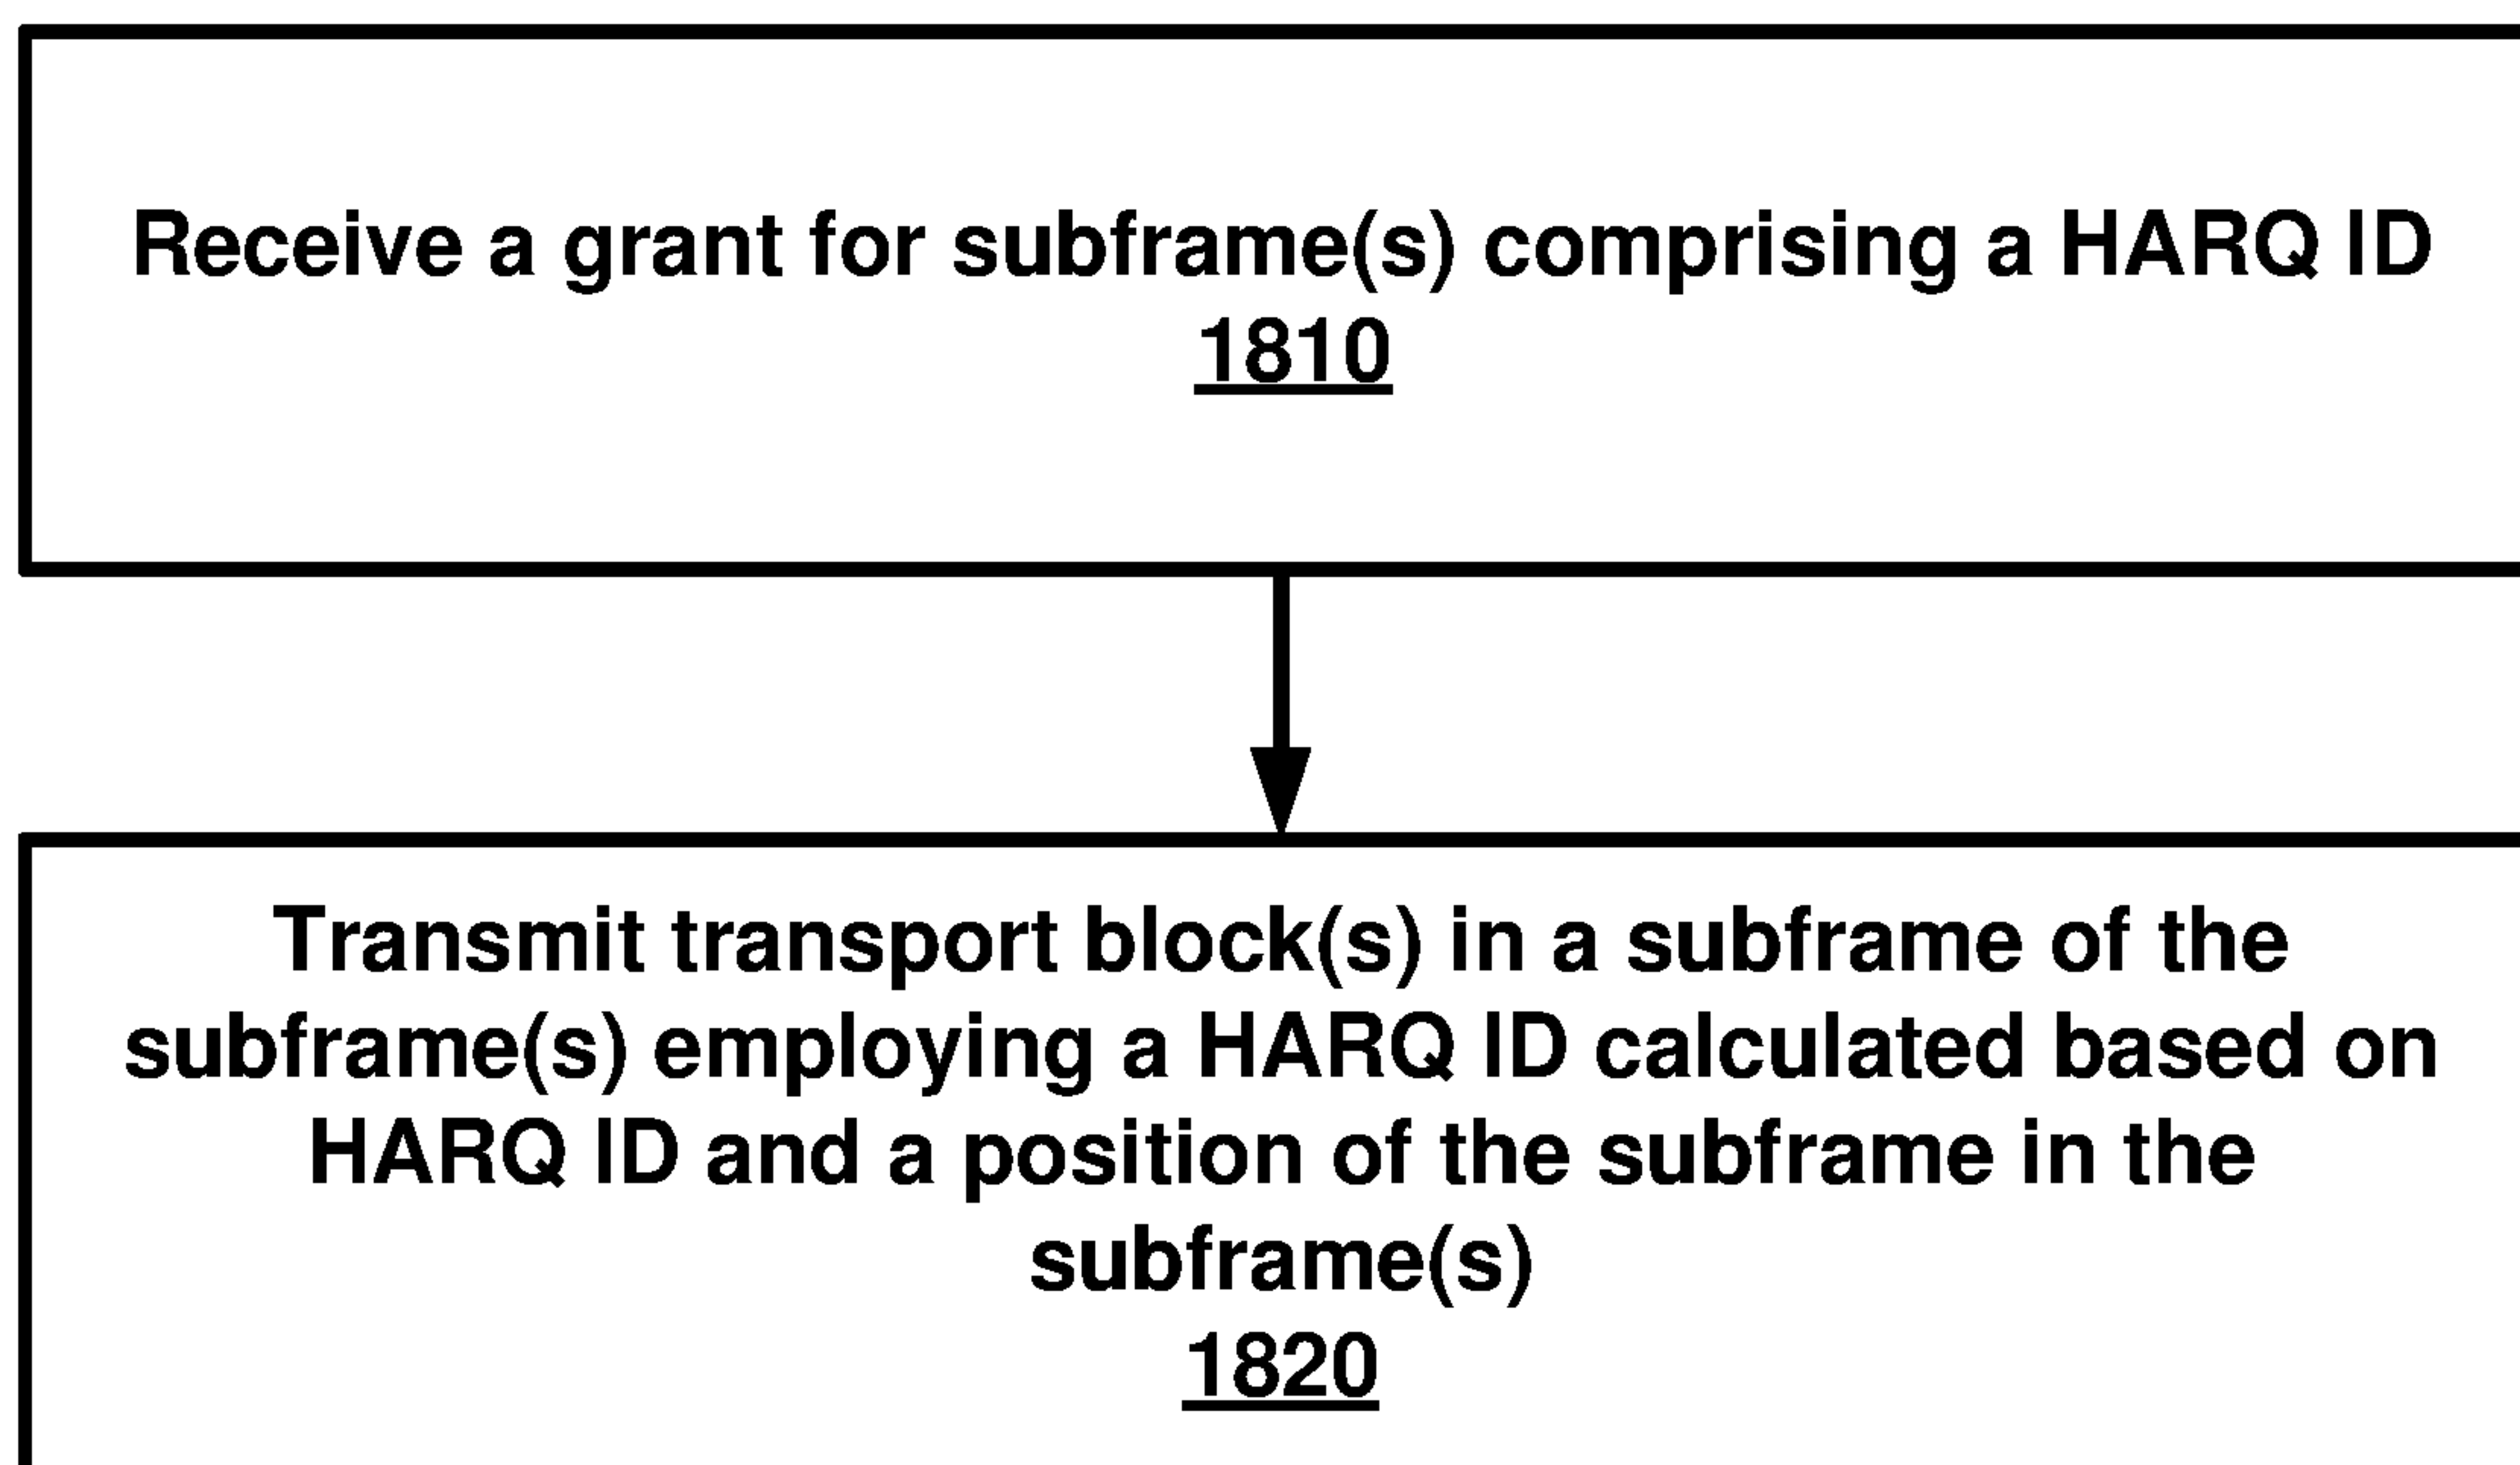 Receive a grant for subframe(s) comprising a HARQ ID
1810
Transmit transport block(s) in a subframe of the
subframe(s) employing a HARQ ID calculated based on
HARQ ID and a position of the subframe in the
subframe(s)
1820